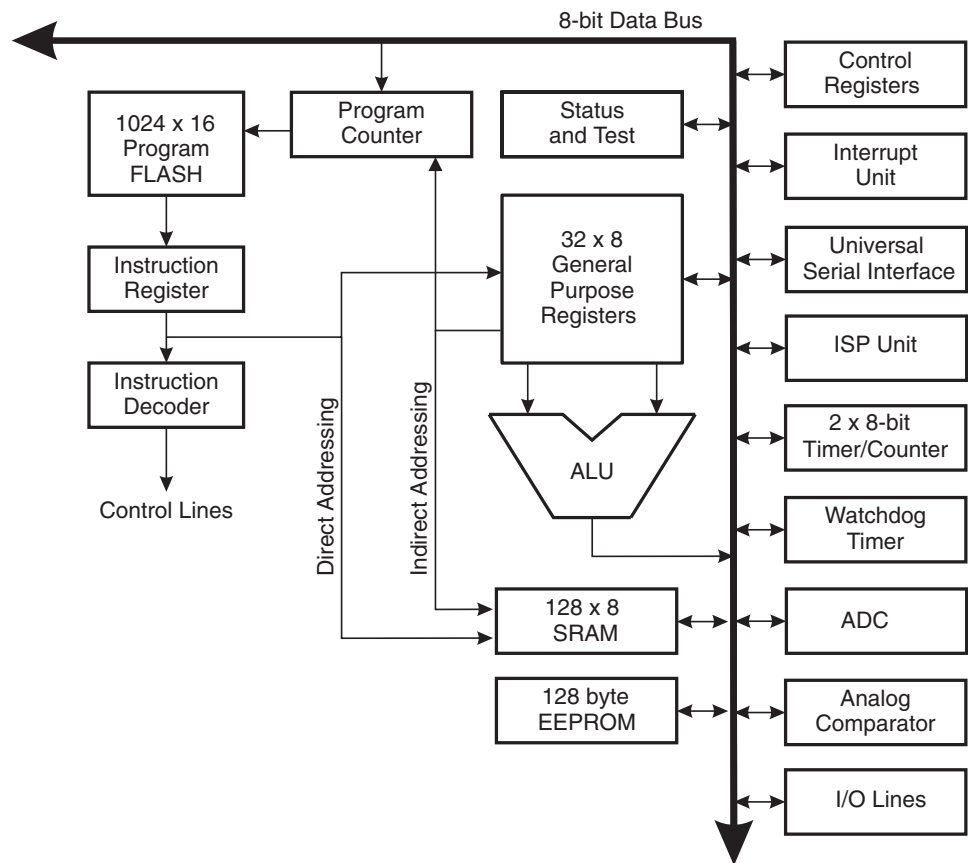 8-bit Data Bus
1024 x 16
Program
FLASH
Program
Counter
Status
and Test
Control
Registers
Interrupt
Unit
Instruction
Register
32 x 8
General
Purpose
Registers
Universal
Serial Interface
ISP Unit
Instruction
Decoder
Direct Addressing
Indirect Addressing
ALU
2 x 8-bit
Timer/Counter
Control Lines
Watchdog
Timer
128 x 8
SRAM
ADC
128 byte
EEPROM
Analog
Comparator
I/O Lines